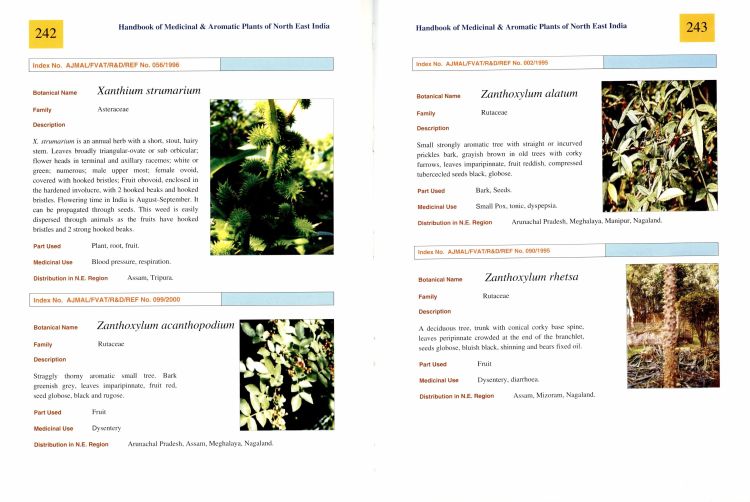 242
Handbook of Medicinal & Aromatic Plants of North East India
Index No. AJMAL/FVAT/R&D/REF No. 056/1996
Botanical Name Xanthium strumarium
Family Asteraceae
Description
X. strumarium is an annual herb with a short, stout, hairy
stem. Leaves broadly triangular-ovate or sub orbicular;
flower heads in terminal and axillary racemes; white or
green; numerous; male upper most; female ovoid,
covered with hooked bristles; Fruit obovoid, enclosed in
the hardened involucre, with 2 hooked beaks and hooked
bristles. Flowering time in India is August-September. It
can be propagated through seeds. This weed is easily
dispersed through animals as the fruits have hooked
bristles and 2 strong hooked beaks.
Part Used Plant, root, fruit.
Medicinal Use Blood pressure, respiration.
Distribution in N.E. Region Assam, Tripura.
Index No. AJMAL/FVAT/R&D/REF No. 099/2000
Botanical Name Zanthoxylum acanthopodium
Family Rutaceae
Description
Straggly thorny aromatic small tree. Bark
greenish grey, leaves imparipinnate, fruit red,
seed globose, black and rugose.
Part Used Fruit
Medicinal Use Dysentery
Distribution in N.E. Region Arunachal Pradesh, Assam, Meghalaya, Nagaland.
Handbook of Medicinal & Aromatic Plants of North East India
243
Index No. AJMAL/FVAT/R&D/REF No. 002/1995
Botanical Name Zanthoxylum alatum
Family Rutaceae
Description
Small strongly aromatic tree with straight or incurved
prickles bark, grayish brown in old trees with corky
furrows, leaves imparipinnate, fruit reddish, compressed
tubercecled seeds black, globose.
Part Used Bark, Seeds.
Medicinal Use Small Pox, tonic, dyspepsia.
Distribution in N.E. Region Arunachal Pradesh, Meghalaya, Manipur, Nagaland.
Index No. AJMAL/FVAT/R&D/REF No. 090/1995
Botanical Name Zanthoxylum rhetsa
Family Rutaceae
Description
A deciduous tree, trunk with conical corky base spine,
leaves peripinnate crowded at the end of the branchlet,
seeds globose, bluish black, shinning and bears fixed oil.
Part Used Fruit
Medicinal Use Dysentery, diarrhoea.
Distribution in N.E. Region Assam, Mizoram, Nagaland.